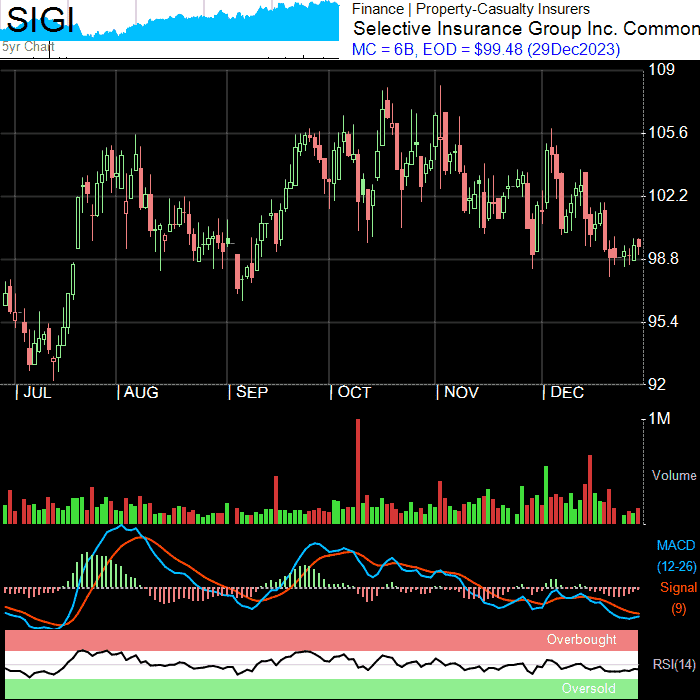 SIGI
5yr Chart
Finance | Property-Casualty Insurers
Selective Insurance Group Inc. Common
MC = 6B, EOD = $99.48 (29Dec2023)
109
105.6
102.2
98.8
95.4
92
JUL AUG SEP OCT NOV DEC
1M
Volume
MACD
(12-26)
Signal
(9)
Overbought
RSI(14)
Oversold